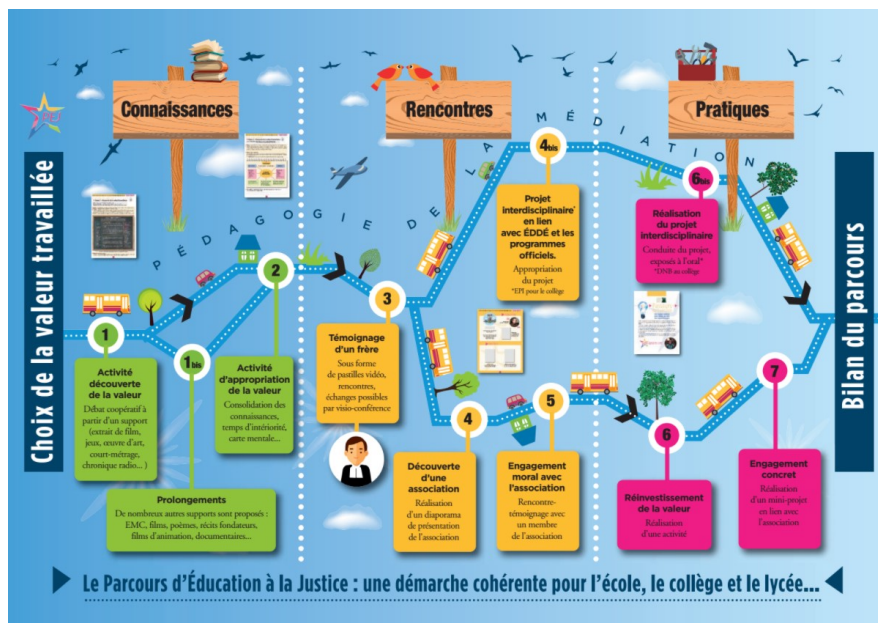 Connaissances
Rencontres
Pratiques
PÉDAGOGIE DE LA MÉDIATION
Choix de la valeur travaillée
1
Activité
découverte
de la valeur
Débat coopératif à
partir d'un support
(extrait de film,
jeux, œuvre d'art,
court-métrage,
chronique radio... )
1bis
Prolongements
De nombreux autres supports sont proposés :
EMC, films, poèmes, récits fondateurs,
films d'animation, documentaires...
2
Activité
d'appropriation
de la valeur
Consolidation des
connaissances,
temps d'intériorité,
carte mentale...
3
Témoignage
d'un frère
Sous forme
de pastilles vidéo,
rencontres,
échanges possibles
par visio-conférence
4
Découverte
d'une
association
Réalisation
d'un diaporama
de présentation
de l'association
4bis
Projet
interdisciplinaire*
en lien
avec ÉDDÉ et les
programmes
officiels.
Appropriation
du projet
*EPI pour le collège
5
Engagement
moral avec
l'association
Rencontre-
témoignage avec
un membre
de l'association
6
Réinvestissement
de la valeur
Réalisation
d'une activité
6bis
Réalisation
du projet
interdisciplinaire
Conduite du projet,
exposés à l'oral*
*DNB au collège
7
Engagement
concret
Réalisation
d'un mini-projet
en lien avec
l'association
Bilan du parcours
Le Parcours d'Éducation à la Justice : une démarche cohérente pour l'école, le collège et le lycée...